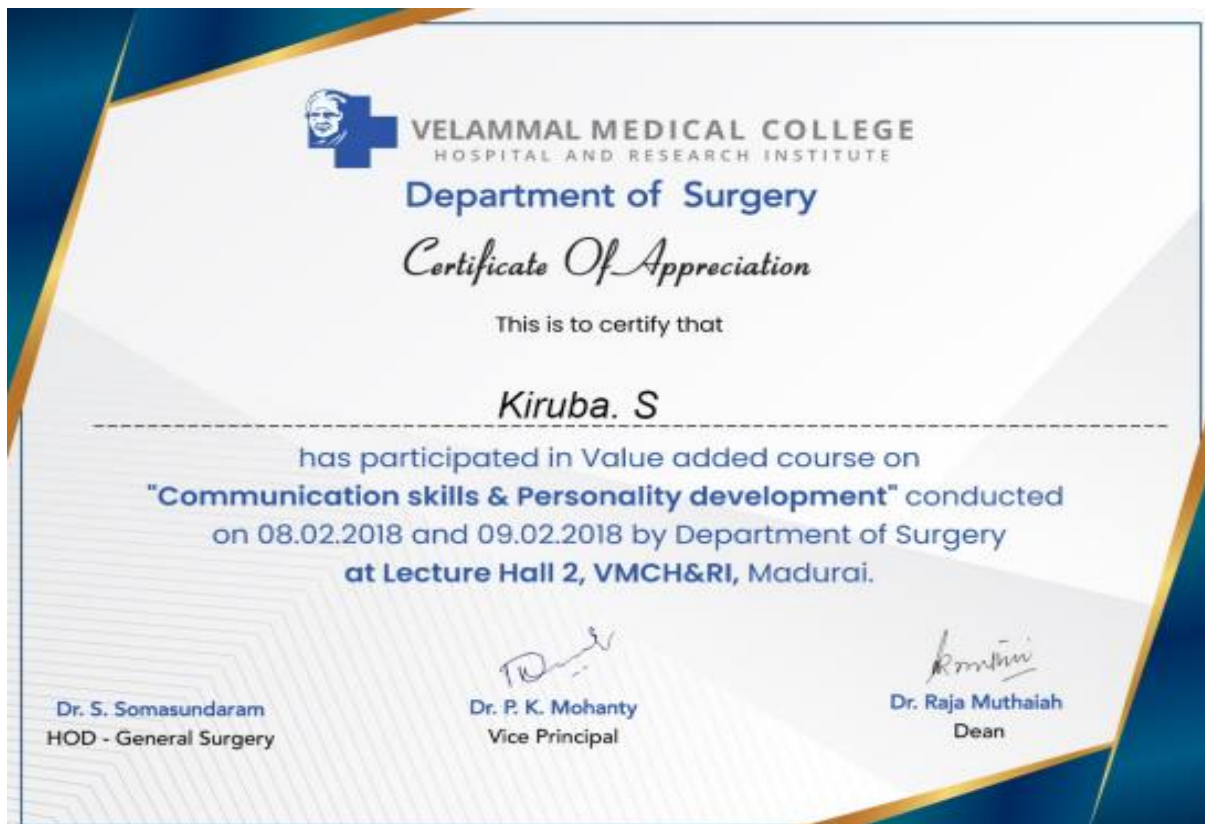 VELAMMAL MEDICAL COLLEGE
HOSPITAL AND RESEARCH INSTITUTE
Department of Surgery
Certificate Of Appreciation
This is to certify that
Kiruba. S
has participated in Value added course on
"Communication skills & Personality development" conducted
on 08.02.2018 and 09.02.2018 by Department of Surgery
at Lecture Hall 2, VMCH&RI, Madurai.
Dr. S. Somasundaram
HOD - General Surgery
Dr. P. K. Mohanty
Vice Principal
Dr. Raja Muthaiah
Dean